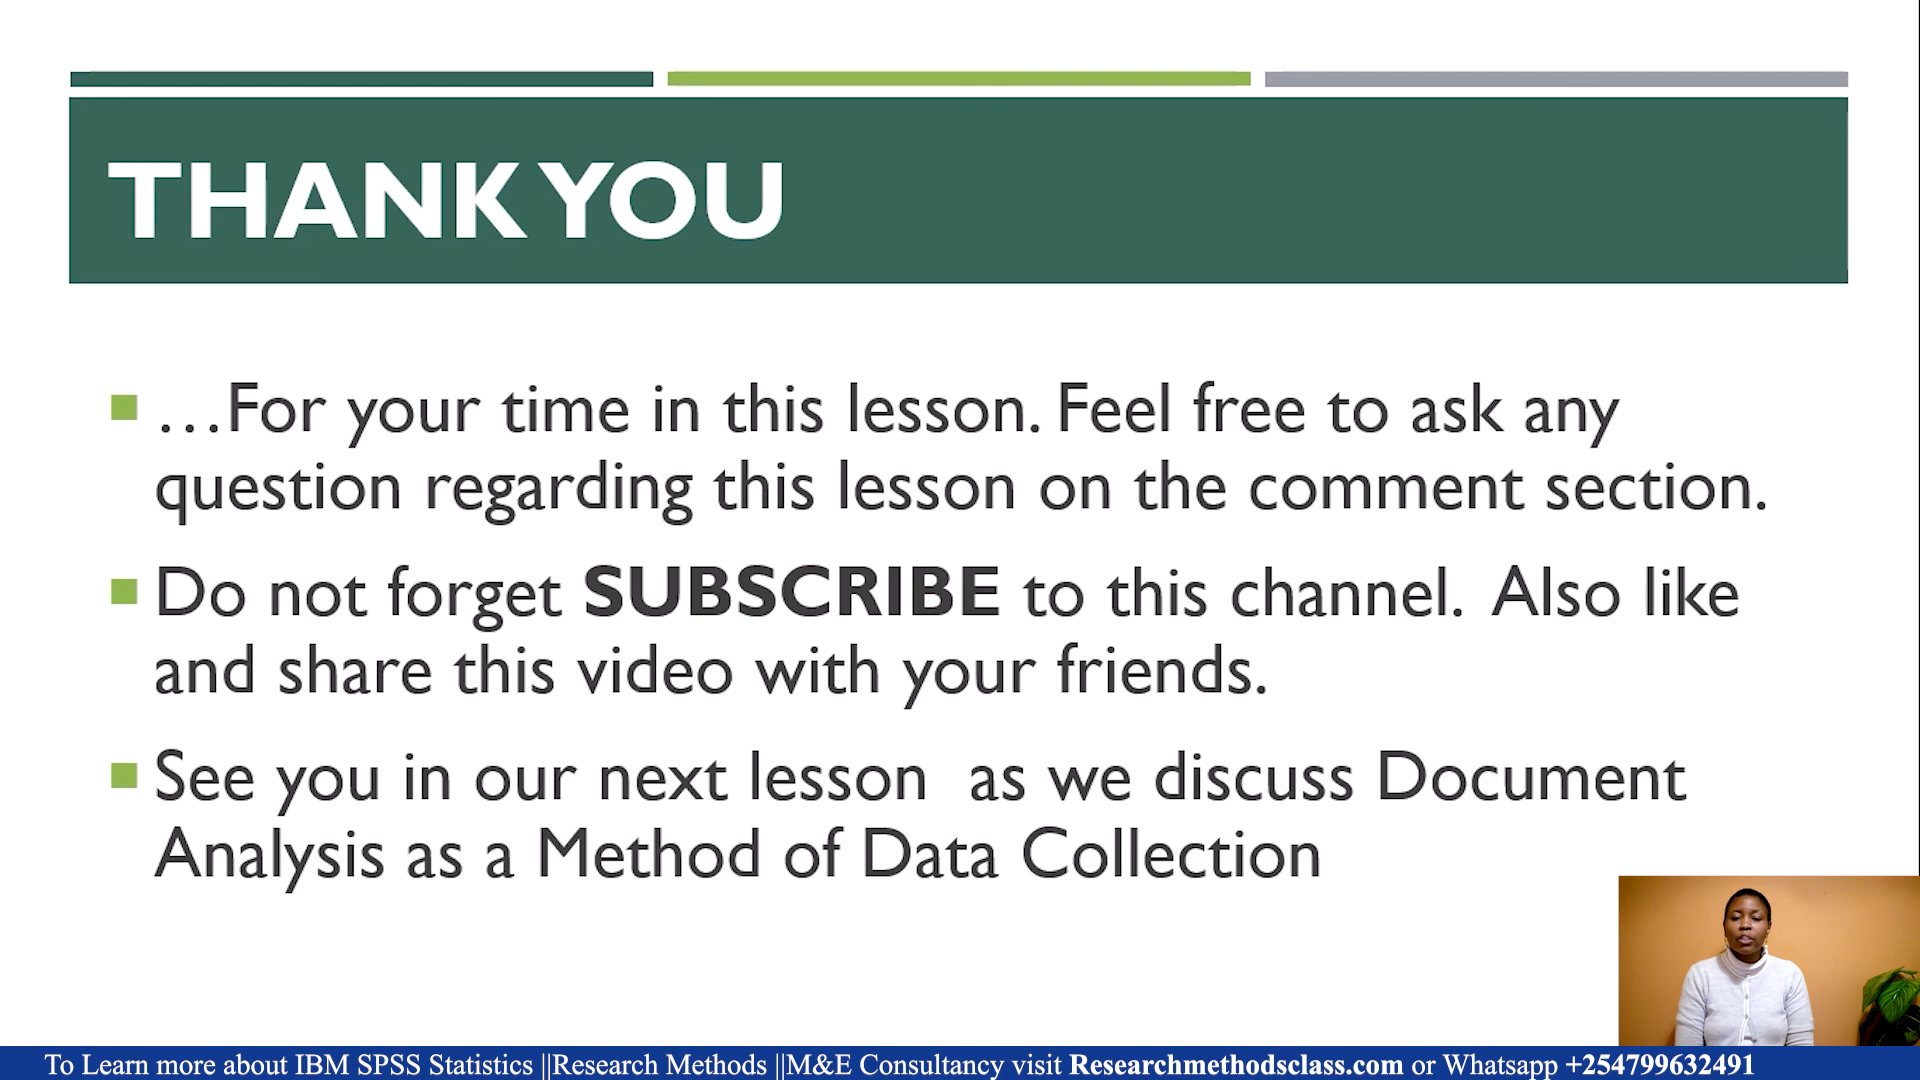 THANK YOU
…For your time in this lesson. Feel free to ask any
question regarding this lesson on the comment section.
Do not forget SUBSCRIBE to this channel. Also like
and share this video with your friends.
See you in our next lesson as we discuss Document
Analysis as a Method of Data Collection
To Learn more about IBM SPSS Statistics ||Research Methods ||M&E Consultancy visit Researchmethodsclass.com or Whatsapp +254799632491